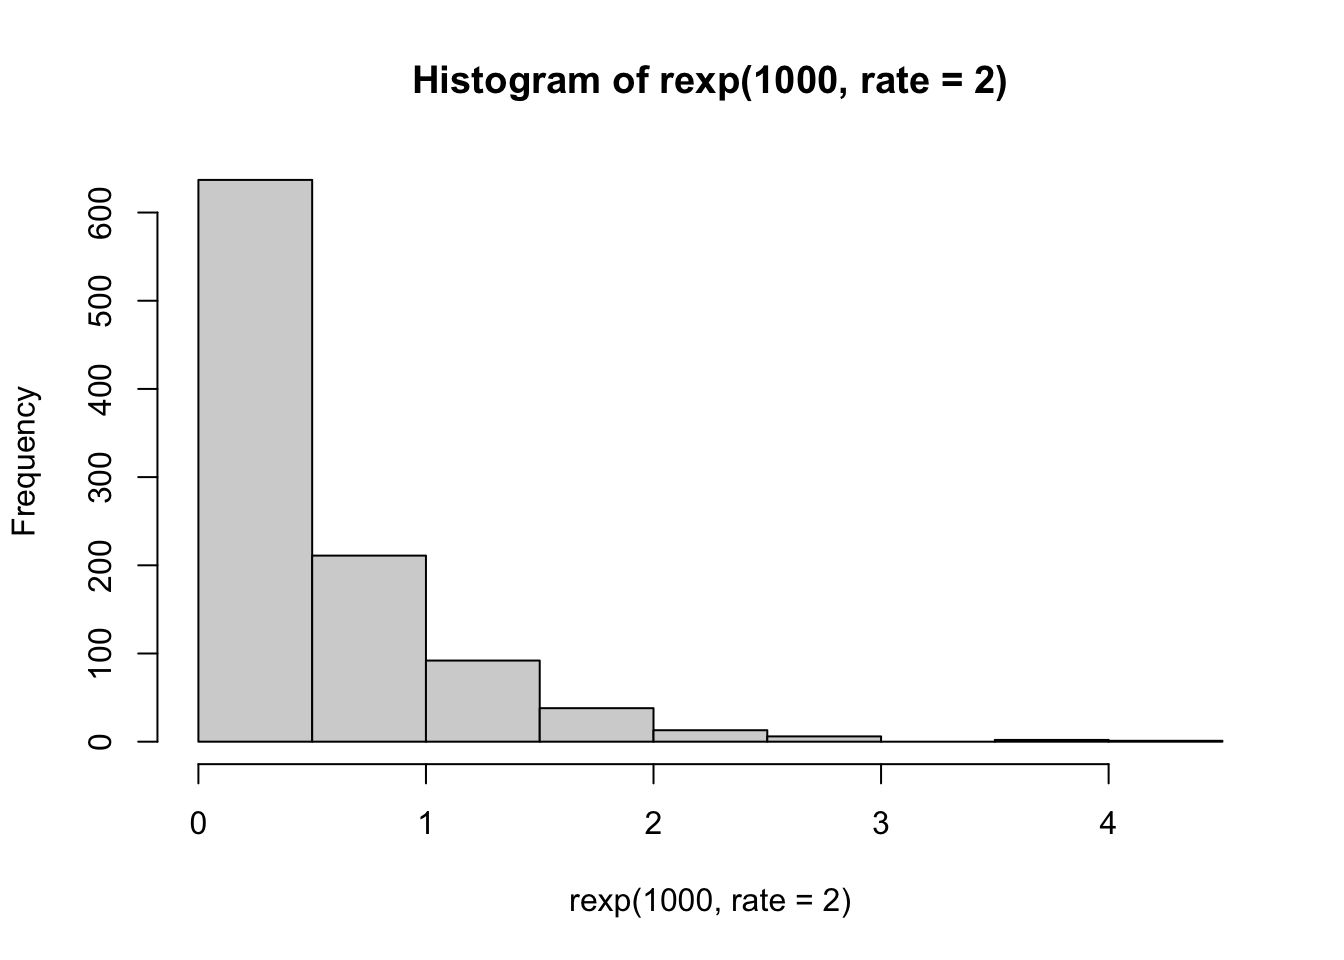 Histogram of rexp(1000, rate = 2)
Frequency
600
500
400
300
200
100
0
0 1 2 3 4
rexp(1000, rate = 2)